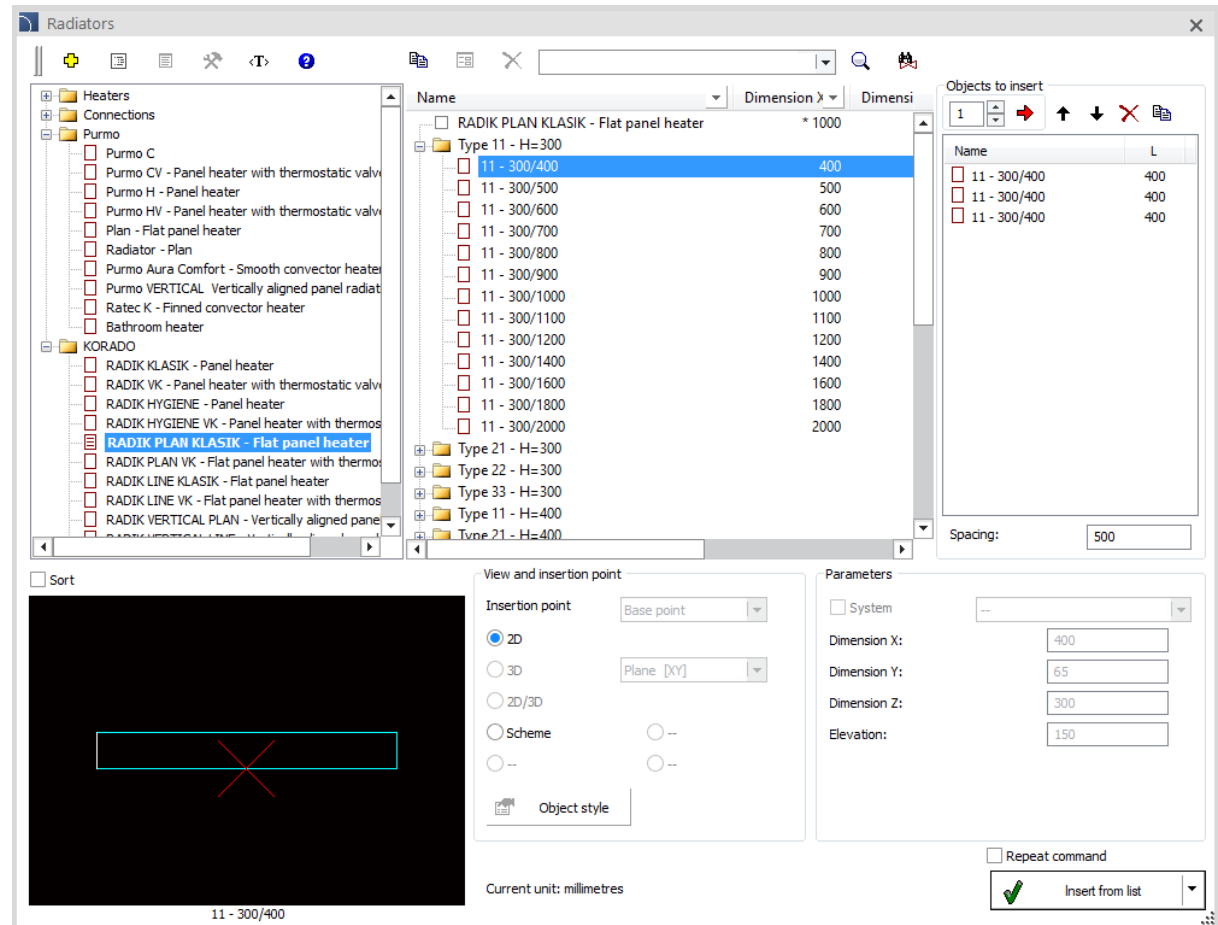 Radiators
<T>
Heaters
Connections
Purmo
Purmo C
Purmo CV - Panel heater with thermostatic valv
Purmo H - Panel heater
Purmo HV - Panel heater with thermostatic valv
Plan - Flat panel heater
Radiator - Plan
Purmo Aura Comfort - Smooth convector heater
Purmo VERTICAL Vertically aligned panel radiat
Ratec K - Finned convector heater
Bathroom heater
KORADO
RADIK KLASIK - Panel heater
RADIK VK - Panel heater with thermostatic valv
RADIK HYGIENE - Panel heater
RADIK HYGIENE VK - Panel heater with thermos
RADIK PLAN KLASIK - Flat panel heater
RADIK PLAN VK - Flat panel heater with thermos
RADIK LINE KLASIK - Flat panel heater
RADIK LINE VK - Flat panel heater with thermos
RADIK VERTICAL PLAN - Vertically aligned pane
Name Dimension X Dimensi
RADIK PLAN KLASIK - Flat panel heater * 1000
Type 11 - H=300
11 - 300/400 400
11 - 300/500 500
11 - 300/600 600
11 - 300/700 700
11 - 300/800 800
11 - 300/900 900
11 - 300/1000 1000
11 - 300/1100 1100
11 - 300/1200 1200
11 - 300/1400 1400
11 - 300/1600 1600
11 - 300/1800 1800
11 - 300/2000 2000
Type 21 - H=300
Type 22 - H=300
Type 33 - H=300
Type 11 - H=400
Type 21 - H=400
Objects to insert
1
Name L
11 - 300/400 400
11 - 300/400 400
11 - 300/400 400
Spacing: 500
Sort
11 - 300/400
View and insertion point
Insertion point Base point
2D
3D Plane [XY]
2D/3D
Scheme --
-- --
Object style
Current unit: millimetres
Parameters
System --
Dimension X: 400
Dimension Y: 65
Dimension Z: 300
Elevation: 150
Repeat command
Insert from list